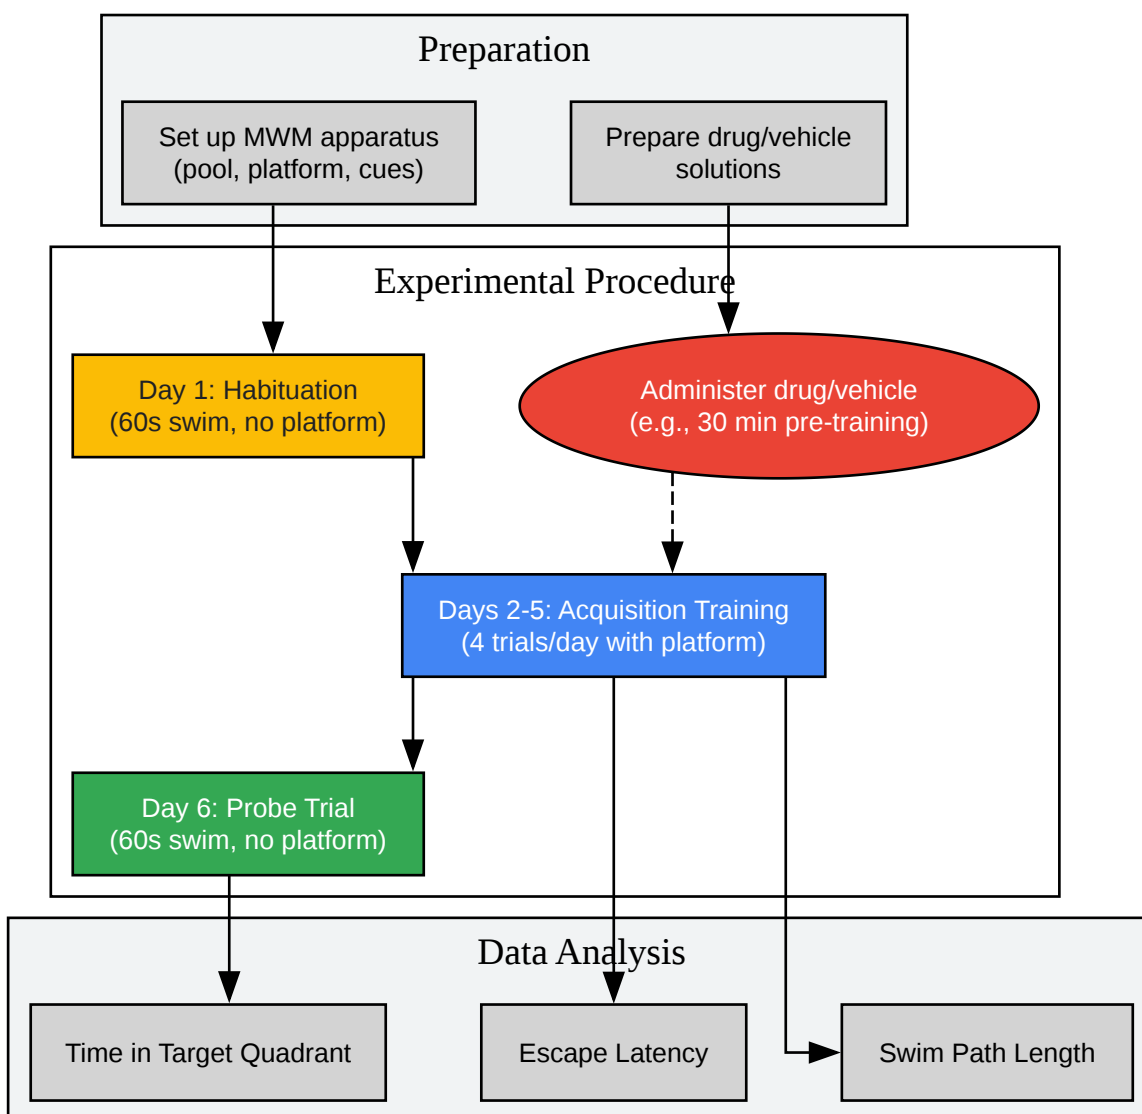 Preparation
Set up MWM apparatus
(pool, platform, cues)
Prepare drug/vehicle
solutions
Experimental Procedure
Day 1: Habituation
(60s swim, no platform)
Administer drug/vehicle
(e.g., 30 min pre-training)
Days 2-5: Acquisition Training
(4 trials/day with platform)
Day 6: Probe Trial
(60s swim, no platform)
Data Analysis
Time in Target Quadrant
Escape Latency
Swim Path Length